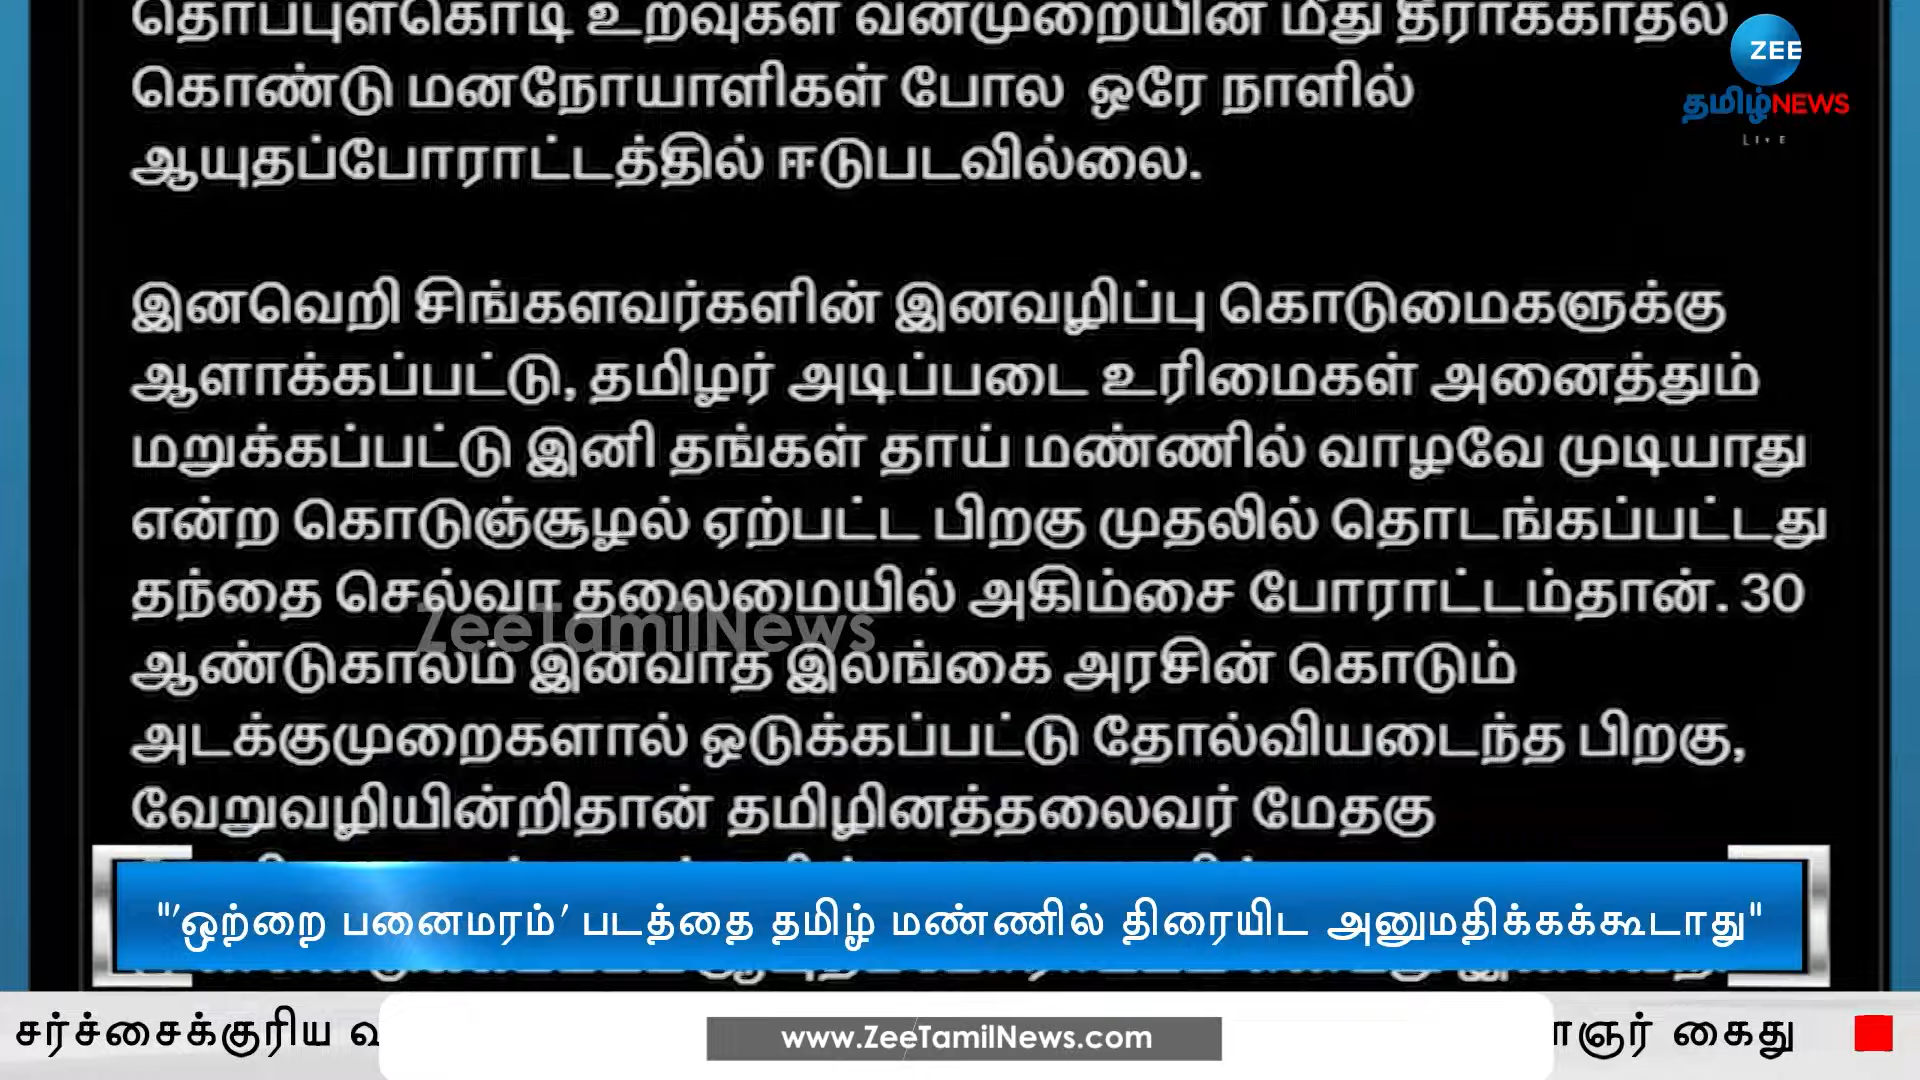 தொப்புள்கொடி உறவுகள் வன்முறையின் மீது தீராக்காதல்
கொண்டு மனநோயாளிகள் போல ஒரே நாளில்
ஆயுதப்போராட்டத்தில் ஈடுபடவில்லை.
ZEE
தமிழ்NEWS
LIVE
இனவெறி சிங்களவர்களின் இனவழிப்பு கொடுமைகளுக்கு
ஆளாக்கப்பட்டு, தமிழர் அடிப்படை உரிமைகள் அனைத்தும்
மறுக்கப்பட்டு இனி தங்கள் தாய் மண்ணில் வாழவே முடியாது
என்ற கொடுஞ்சூழல் ஏற்பட்ட பிறகு முதலில் தொடங்கப்பட்டது
தந்தை செல்வா தலைமையில் அகிம்சை போராட்டம்தான். 30
ZeeTamilNews
ஆண்டுகாலம் இனவாத இலங்கை அரசின் கொடும்
அடக்குமுறைகளால் ஒடுக்கப்பட்டு தோல்வியடைந்த பிறகு,
வேறுவழியின்றிதான் தமிழினத்தலைவர் மேதகு
"'ஒற்றை பனைமரம்' படத்தை தமிழ் மண்ணில் திரையிட அனுமதிக்கக்கூடாது"
சர்ச்சைக்குரிய கைது
www.ZeeTamilNews.com